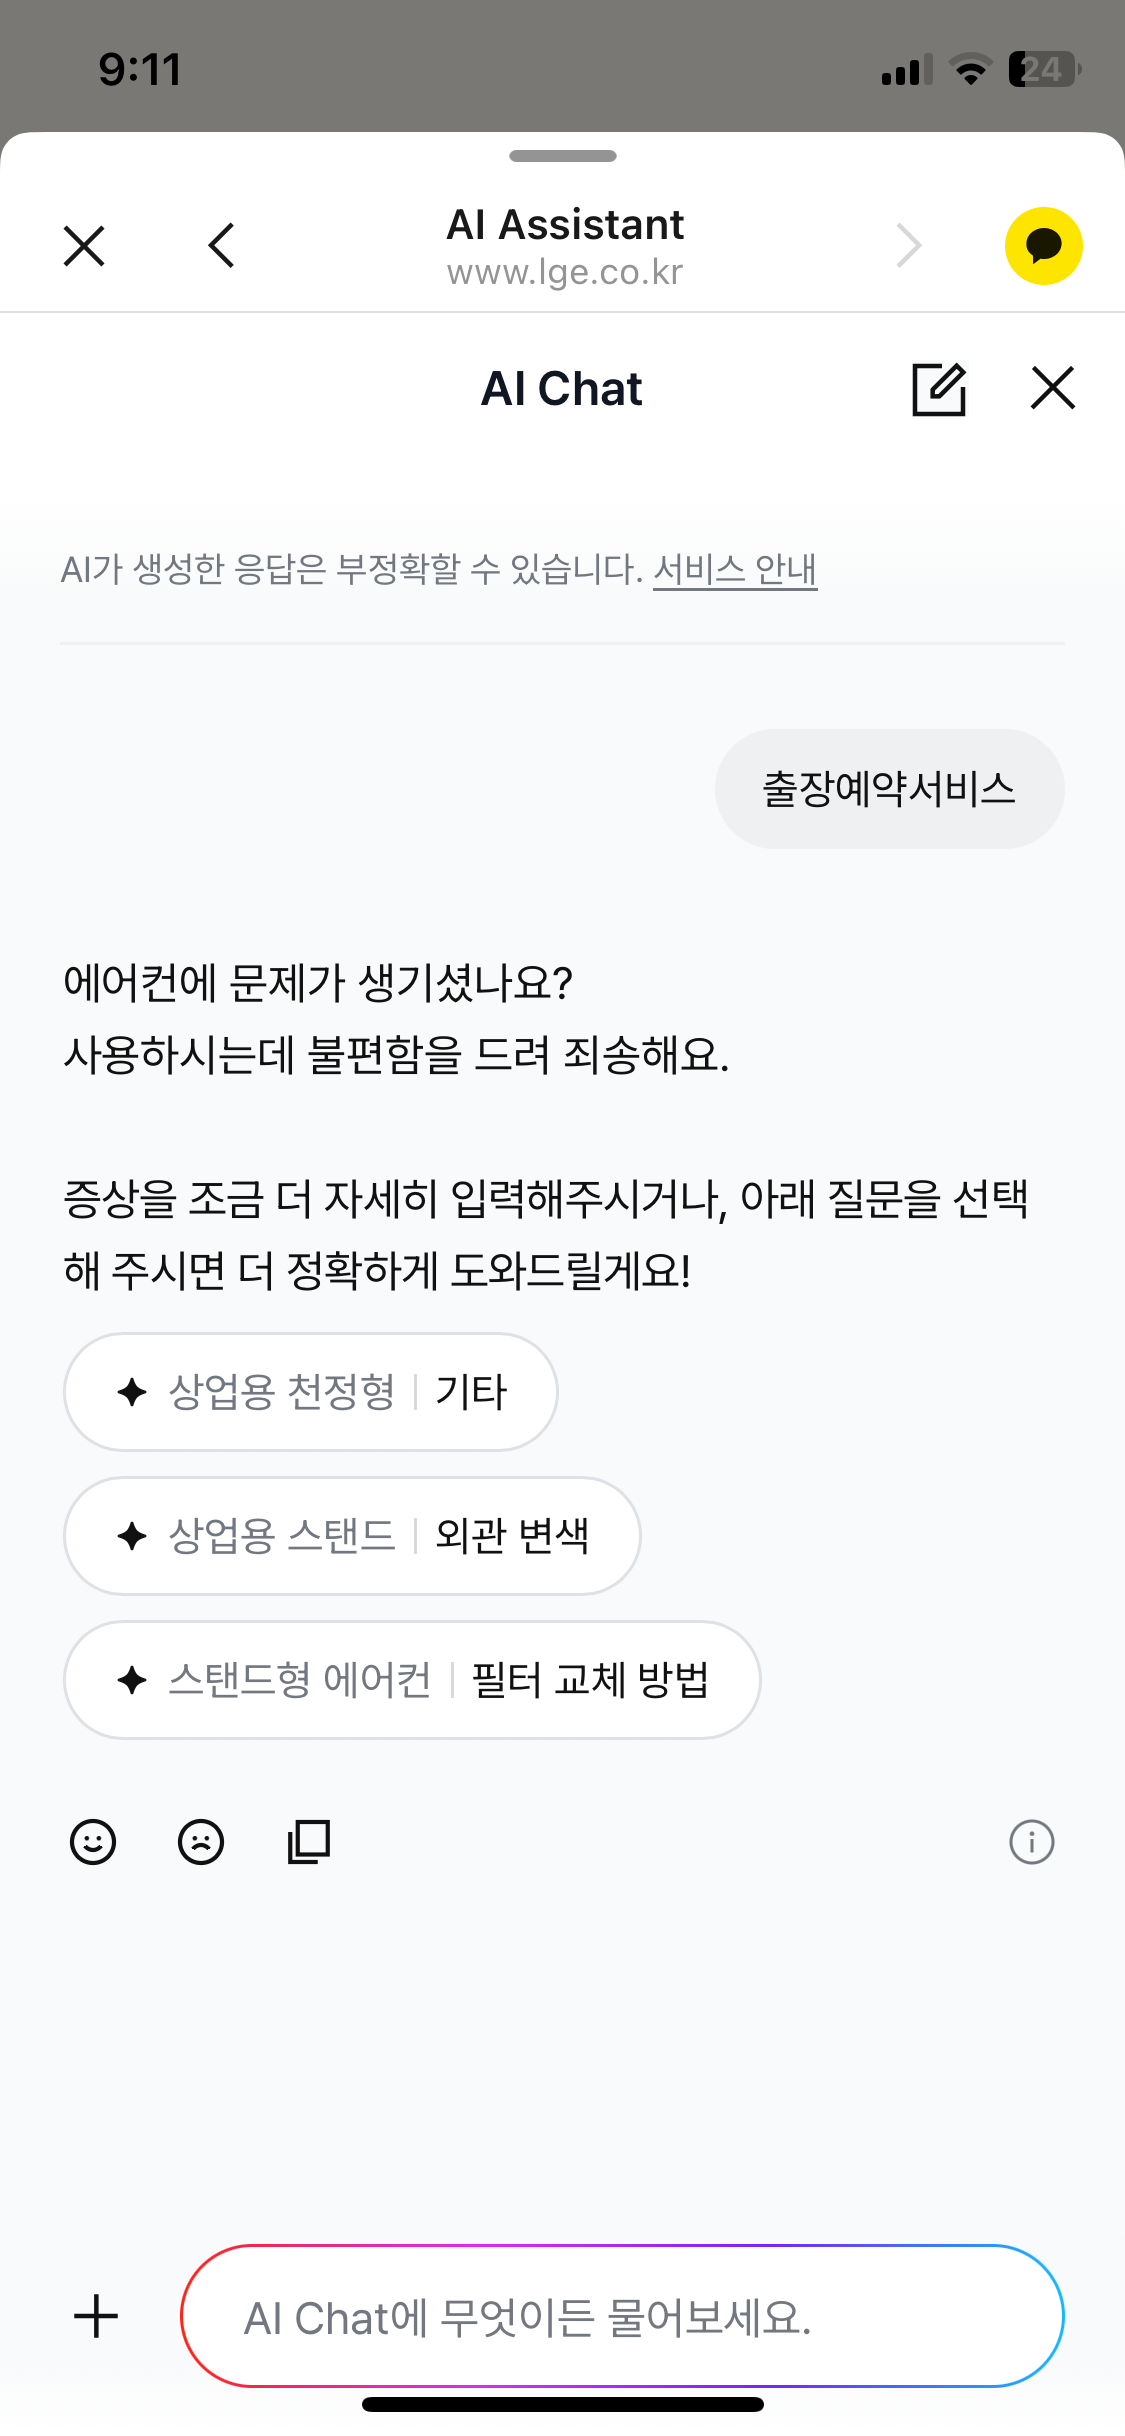 9:11
24
AI Assistant
www.lge.co.kr
AI Chat
AI가 생성한 응답은 부정확할 수 있습니다. 서비스 안내
출장예약서비스
에어컨에 문제가 생기셨나요?
사용하시는데 불편함을 드려 죄송해요.
증상을 조금 더 자세히 입력해주시거나, 아래 질문을 선택
해 주시면 더 정확하게 도와드릴게요!
상업용 천정형 | 기타
상업용 스탠드 | 외관 변색
스탠드형 에어컨 | 필터 교체 방법
AI Chat에 무엇이든 물어보세요.